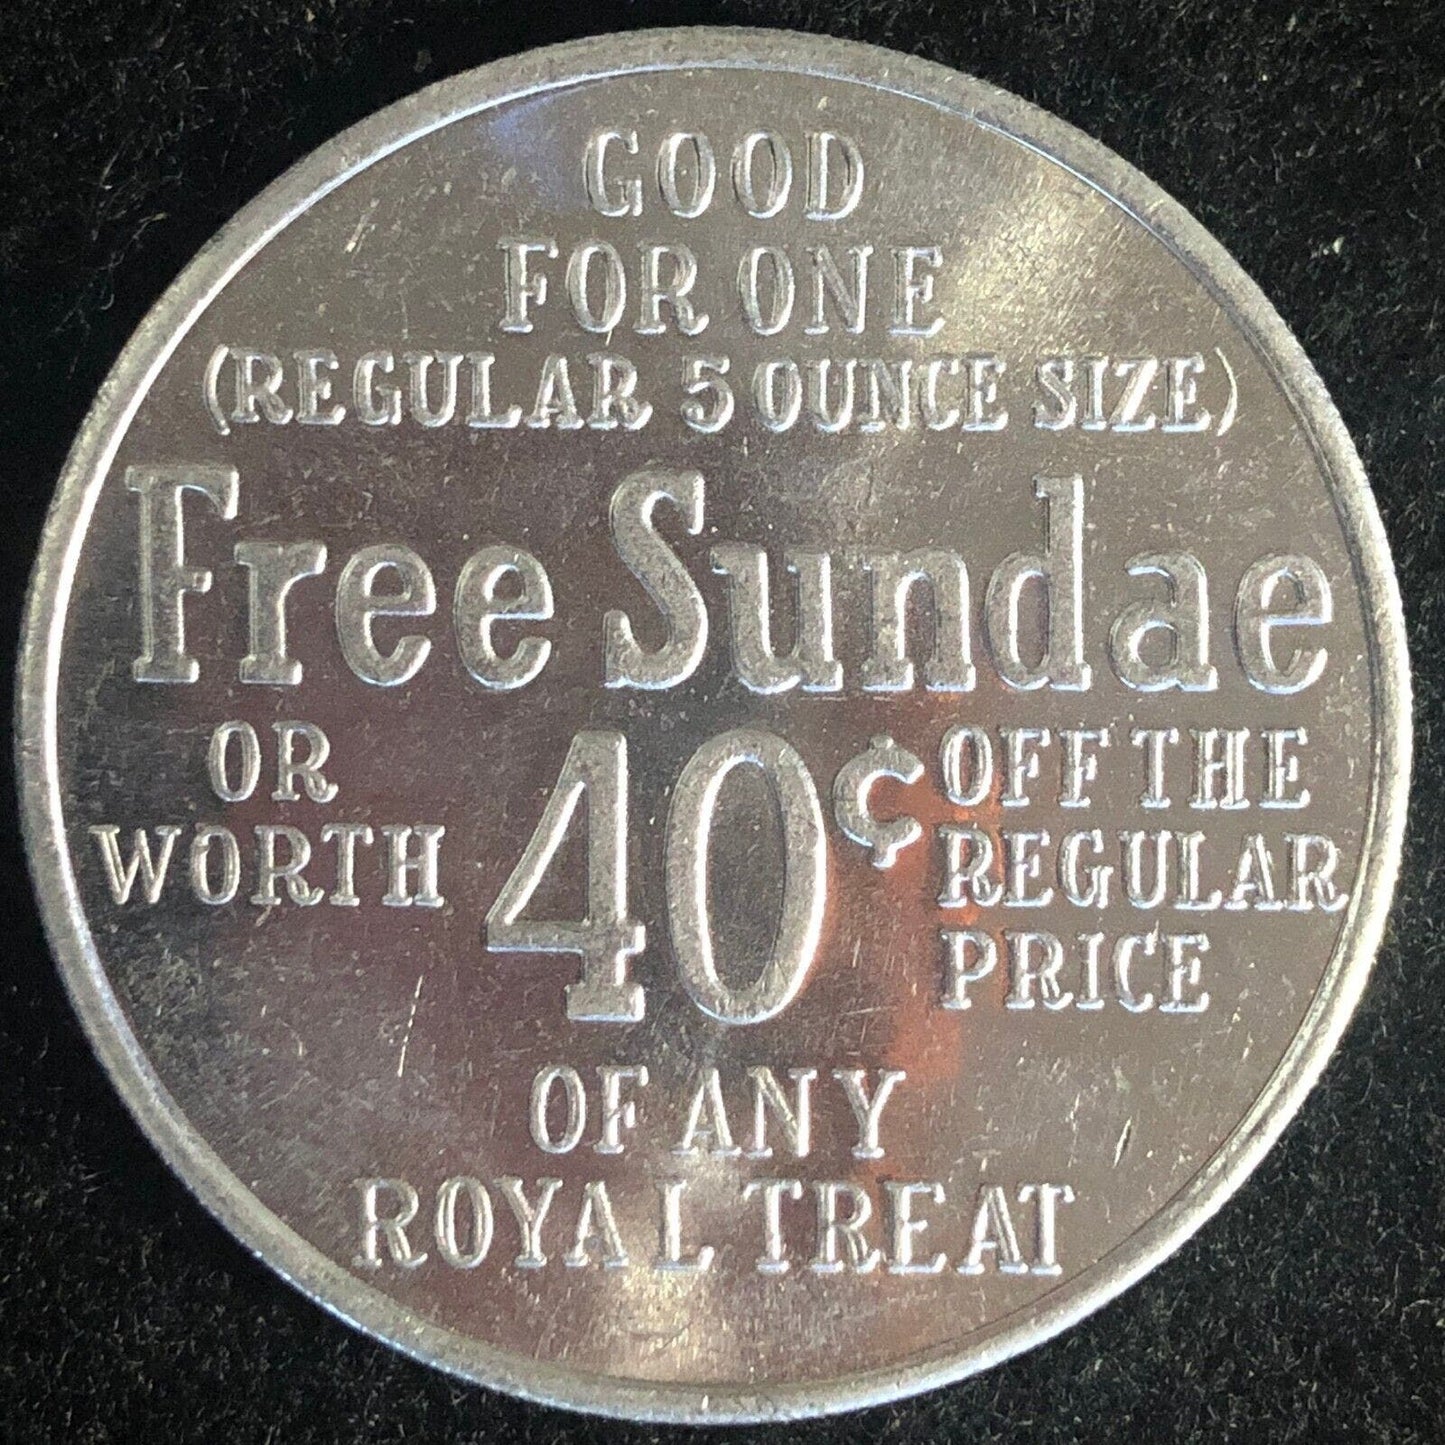 GOOD
FOR ONE
(REGULAR 5 OUNCE SIZE)
Free Sundae
OR
WORTH
40¢
OFF THE
REGULAR
PRICE
OF ANY
ROYAL TREAT